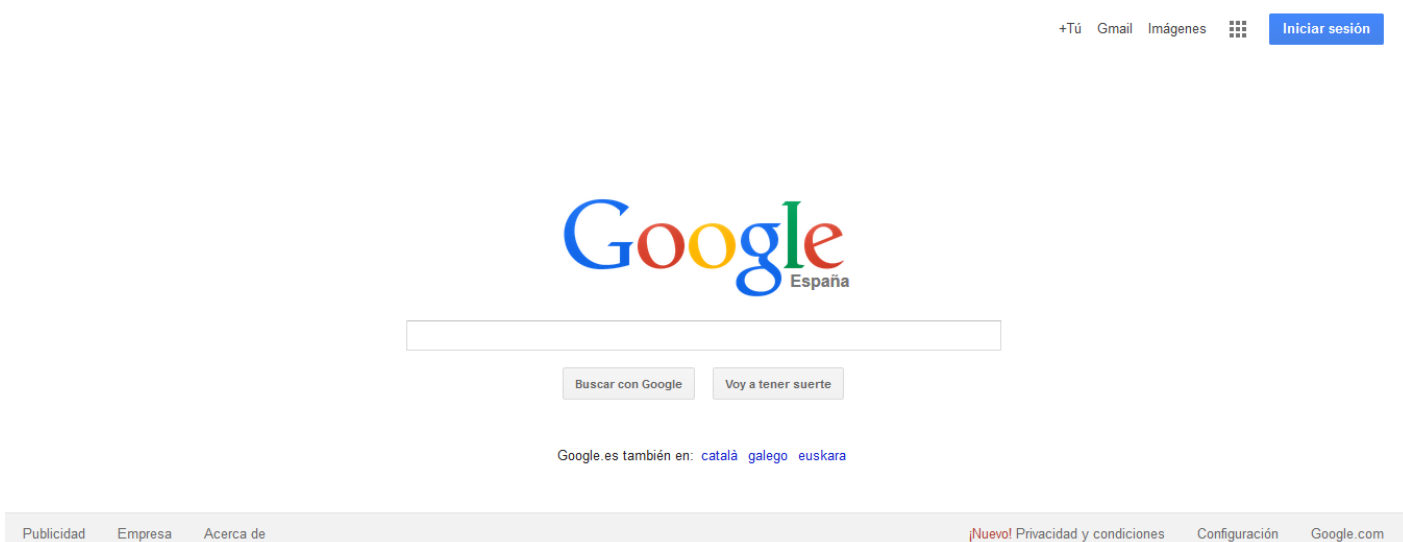 +Tú Gmail Imágenes Iniciar sesión
Google
España
Buscar con Google Voy a tener suerte
Google.es también en: català galego euskara
Publicidad Empresa Acerca de ¡Nuevo! Privacidad y condiciones Configuración Google.com